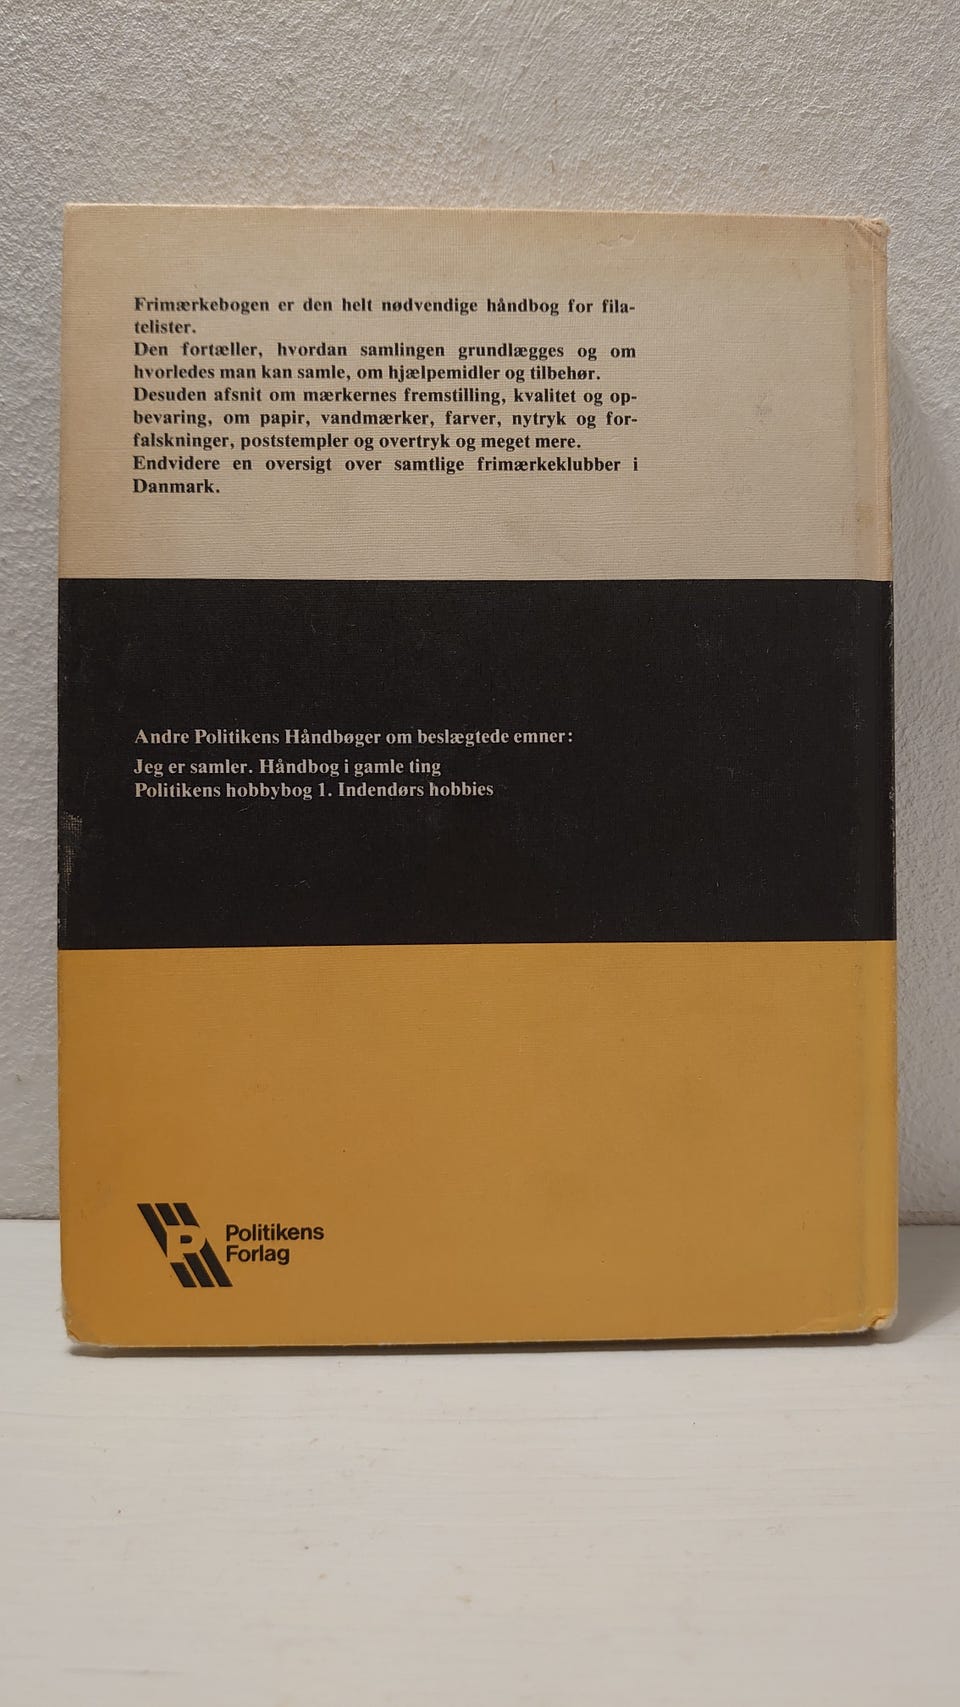 Frimærkebogen er den helt nødvendige håndbog for fila-
telister.
Den fortæller, hvordan samlingen grundlægges og om
hvorledes man kan samle, om hjælpemidler og tilbehør.
Desuden afsnit om mærkernes fremstilling, kvalitet og op-
bevaring, om papir, vandmærker, farver, nytryk og for-
falskninger, poststempler og overtryk og meget mere.
Endvidere en oversigt over samtlige frimærkeklubber i
Danmark.
Andre Politikens Håndbøger om beslægtede emner:
Jeg er samler. Håndbog i gamle ting
Politikens hobbybog 1. Indendørs hobbies
P
Politikens
Forlag